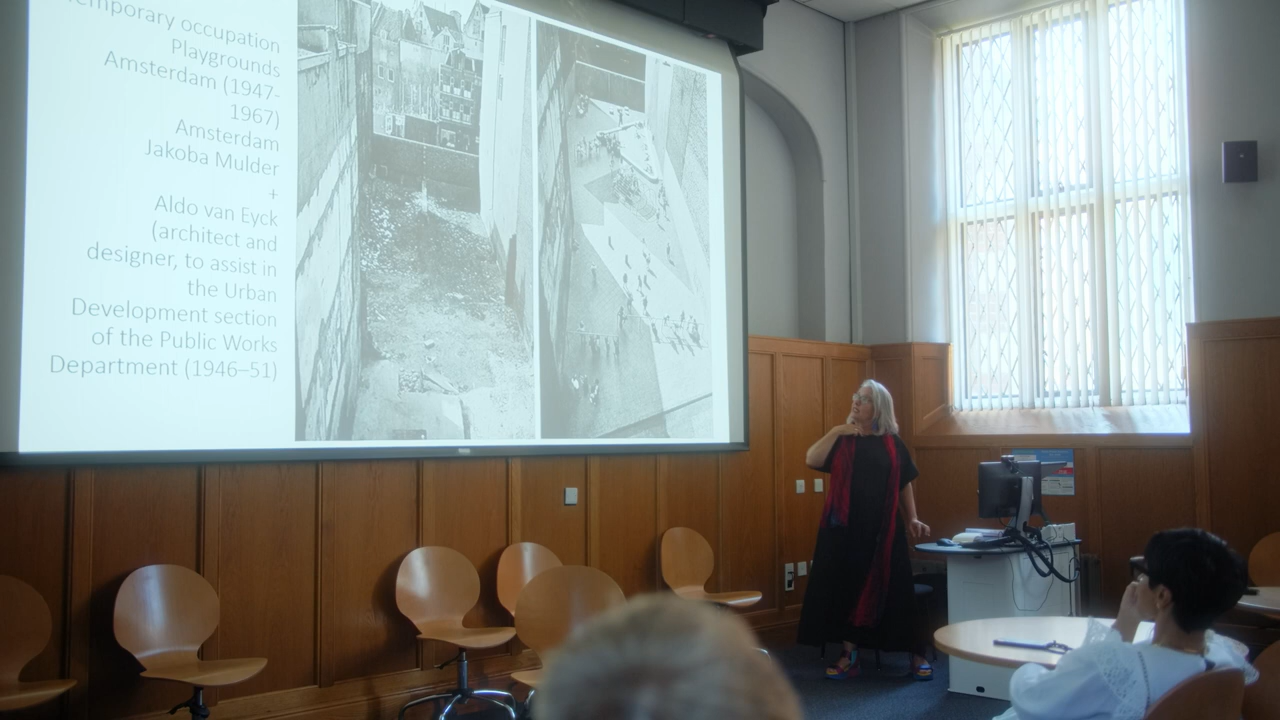 Temporary occupation
Playgrounds
Amsterdam (1947-
1967)
Amsterdam
Jakoba Mulder
+
Aldo van Eyck
(architect and
designer, to assist in
the Urban
Development section
of the Public Works
Department (1946–51)